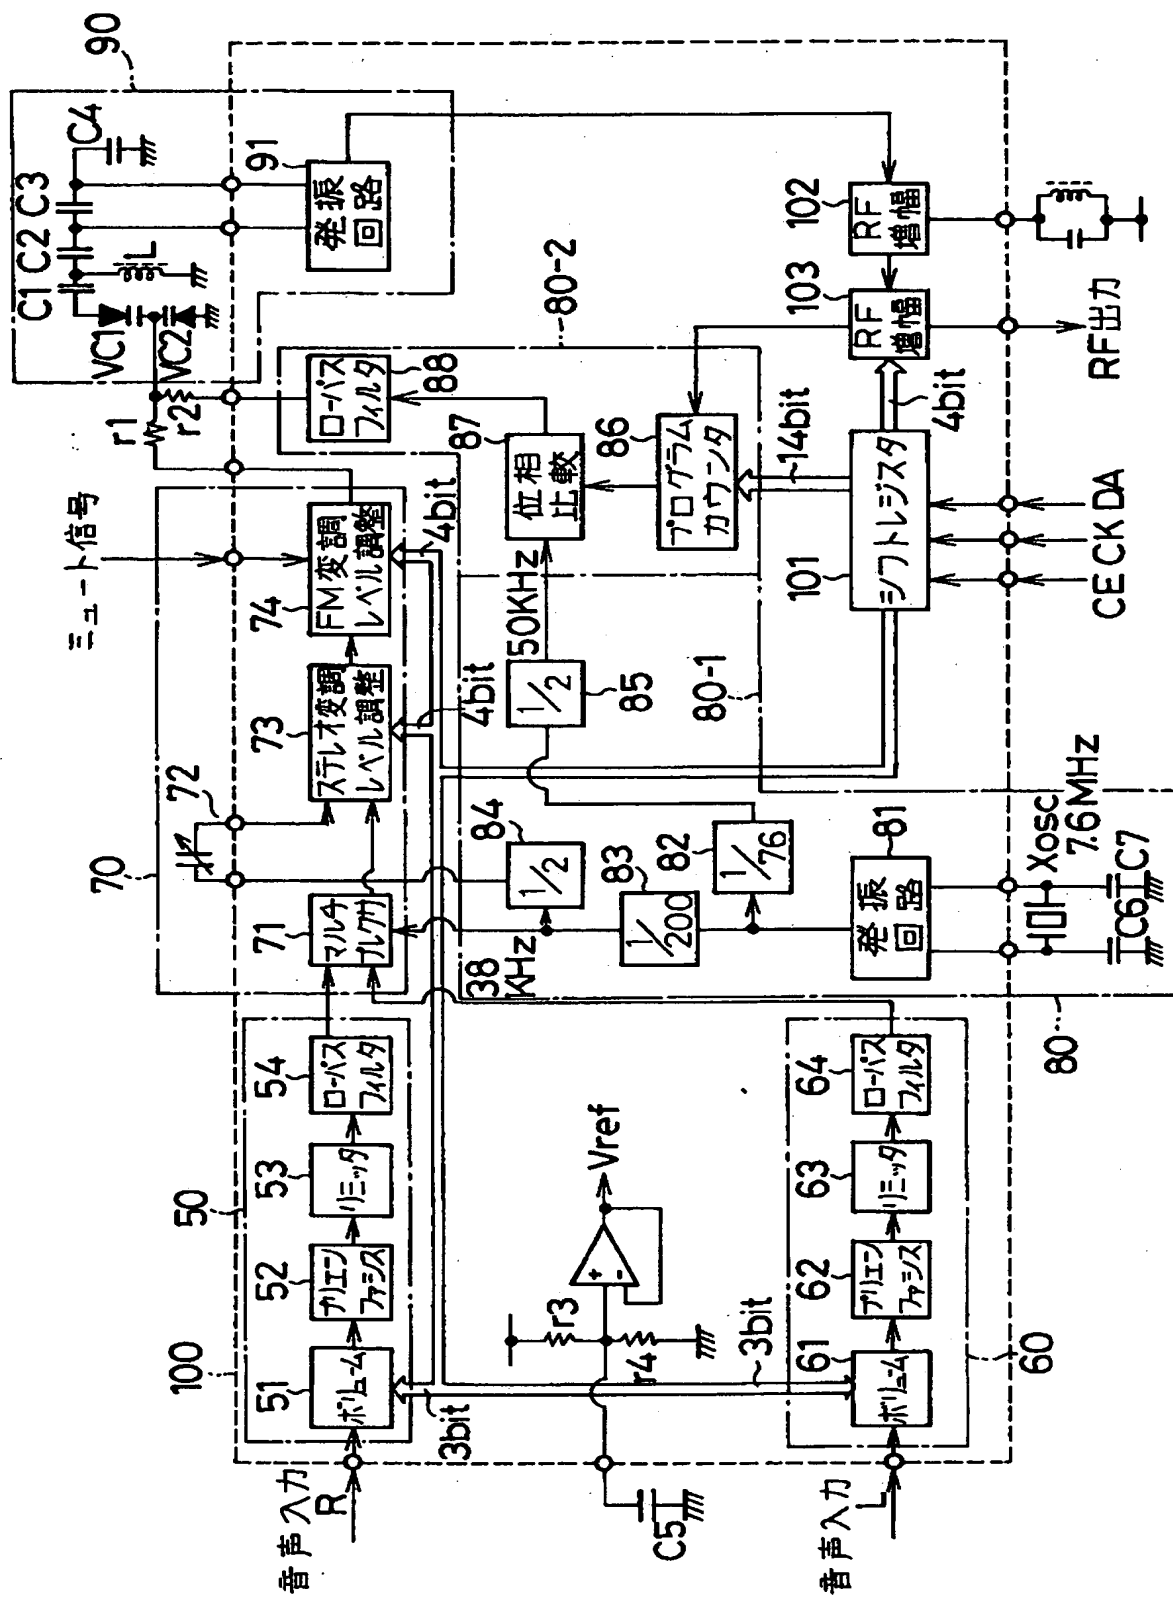 90
C1
C2
C3
C4
L
VC1
VC2
91
発振
回路
r1
r2
ミュート信号
70
72
71
マルチ
プレクサ
73
ステレオ変調
レベル調整
74
FM変調
レベル調整
4bit
4bit
88
ローパス
フィルタ
80-2
87
位相
比較
86
プログラム
カウンタ
14bit
50KHz
85
1/2
80-1
84
1/2
38
KHz
83
1/200
82
1/76
81
発振
回路
Xosc
7.6MHz
C6
C7
80
101
シフトレジスタ
4bit
CE
CK
DA
102
RF
増幅
103
RF
増幅
RF出力
100
50
音声入力
R
51
ボリューム
3bit
52
プリエン
ファシス
53
リミッタ
54
ローパス
フィルタ
C5
r3
r4
+
-
Vref
3bit
60
音声入力
L
61
ボリューム
62
プリエン
ファシス
63
リミッタ
64
ローパス
フィルタ